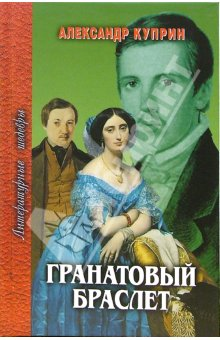 АЛЕКСАНДР КУПРИН
Литературные шедевры
ГРАНАТОВЫЙ
БРАСЛЕТ